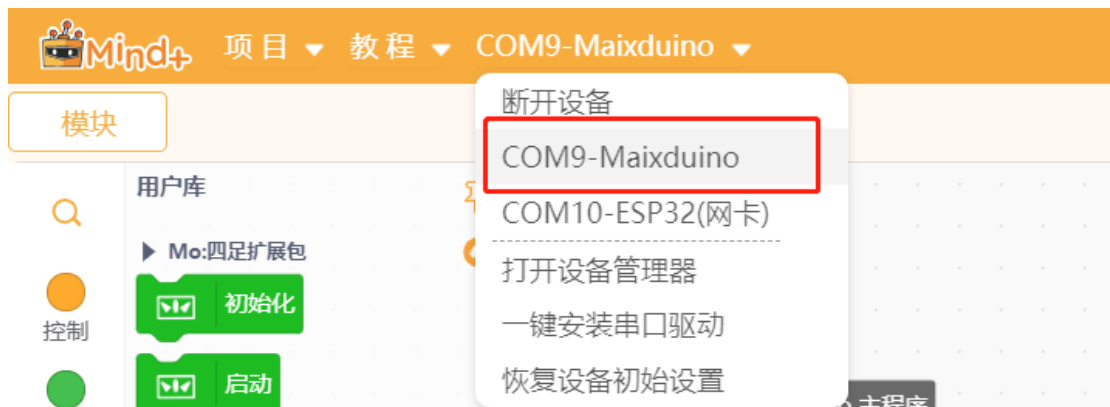 Mind+ 项目 教程 COM9-Maixduino
模块
断开设备
COM9-Maixduino
COM10-ESP32(网卡)
打开设备管理器
一键安装串口驱动
恢复设备初始设置
用户库
Mo:四足扩展包
初始化
控制
启动
主程序